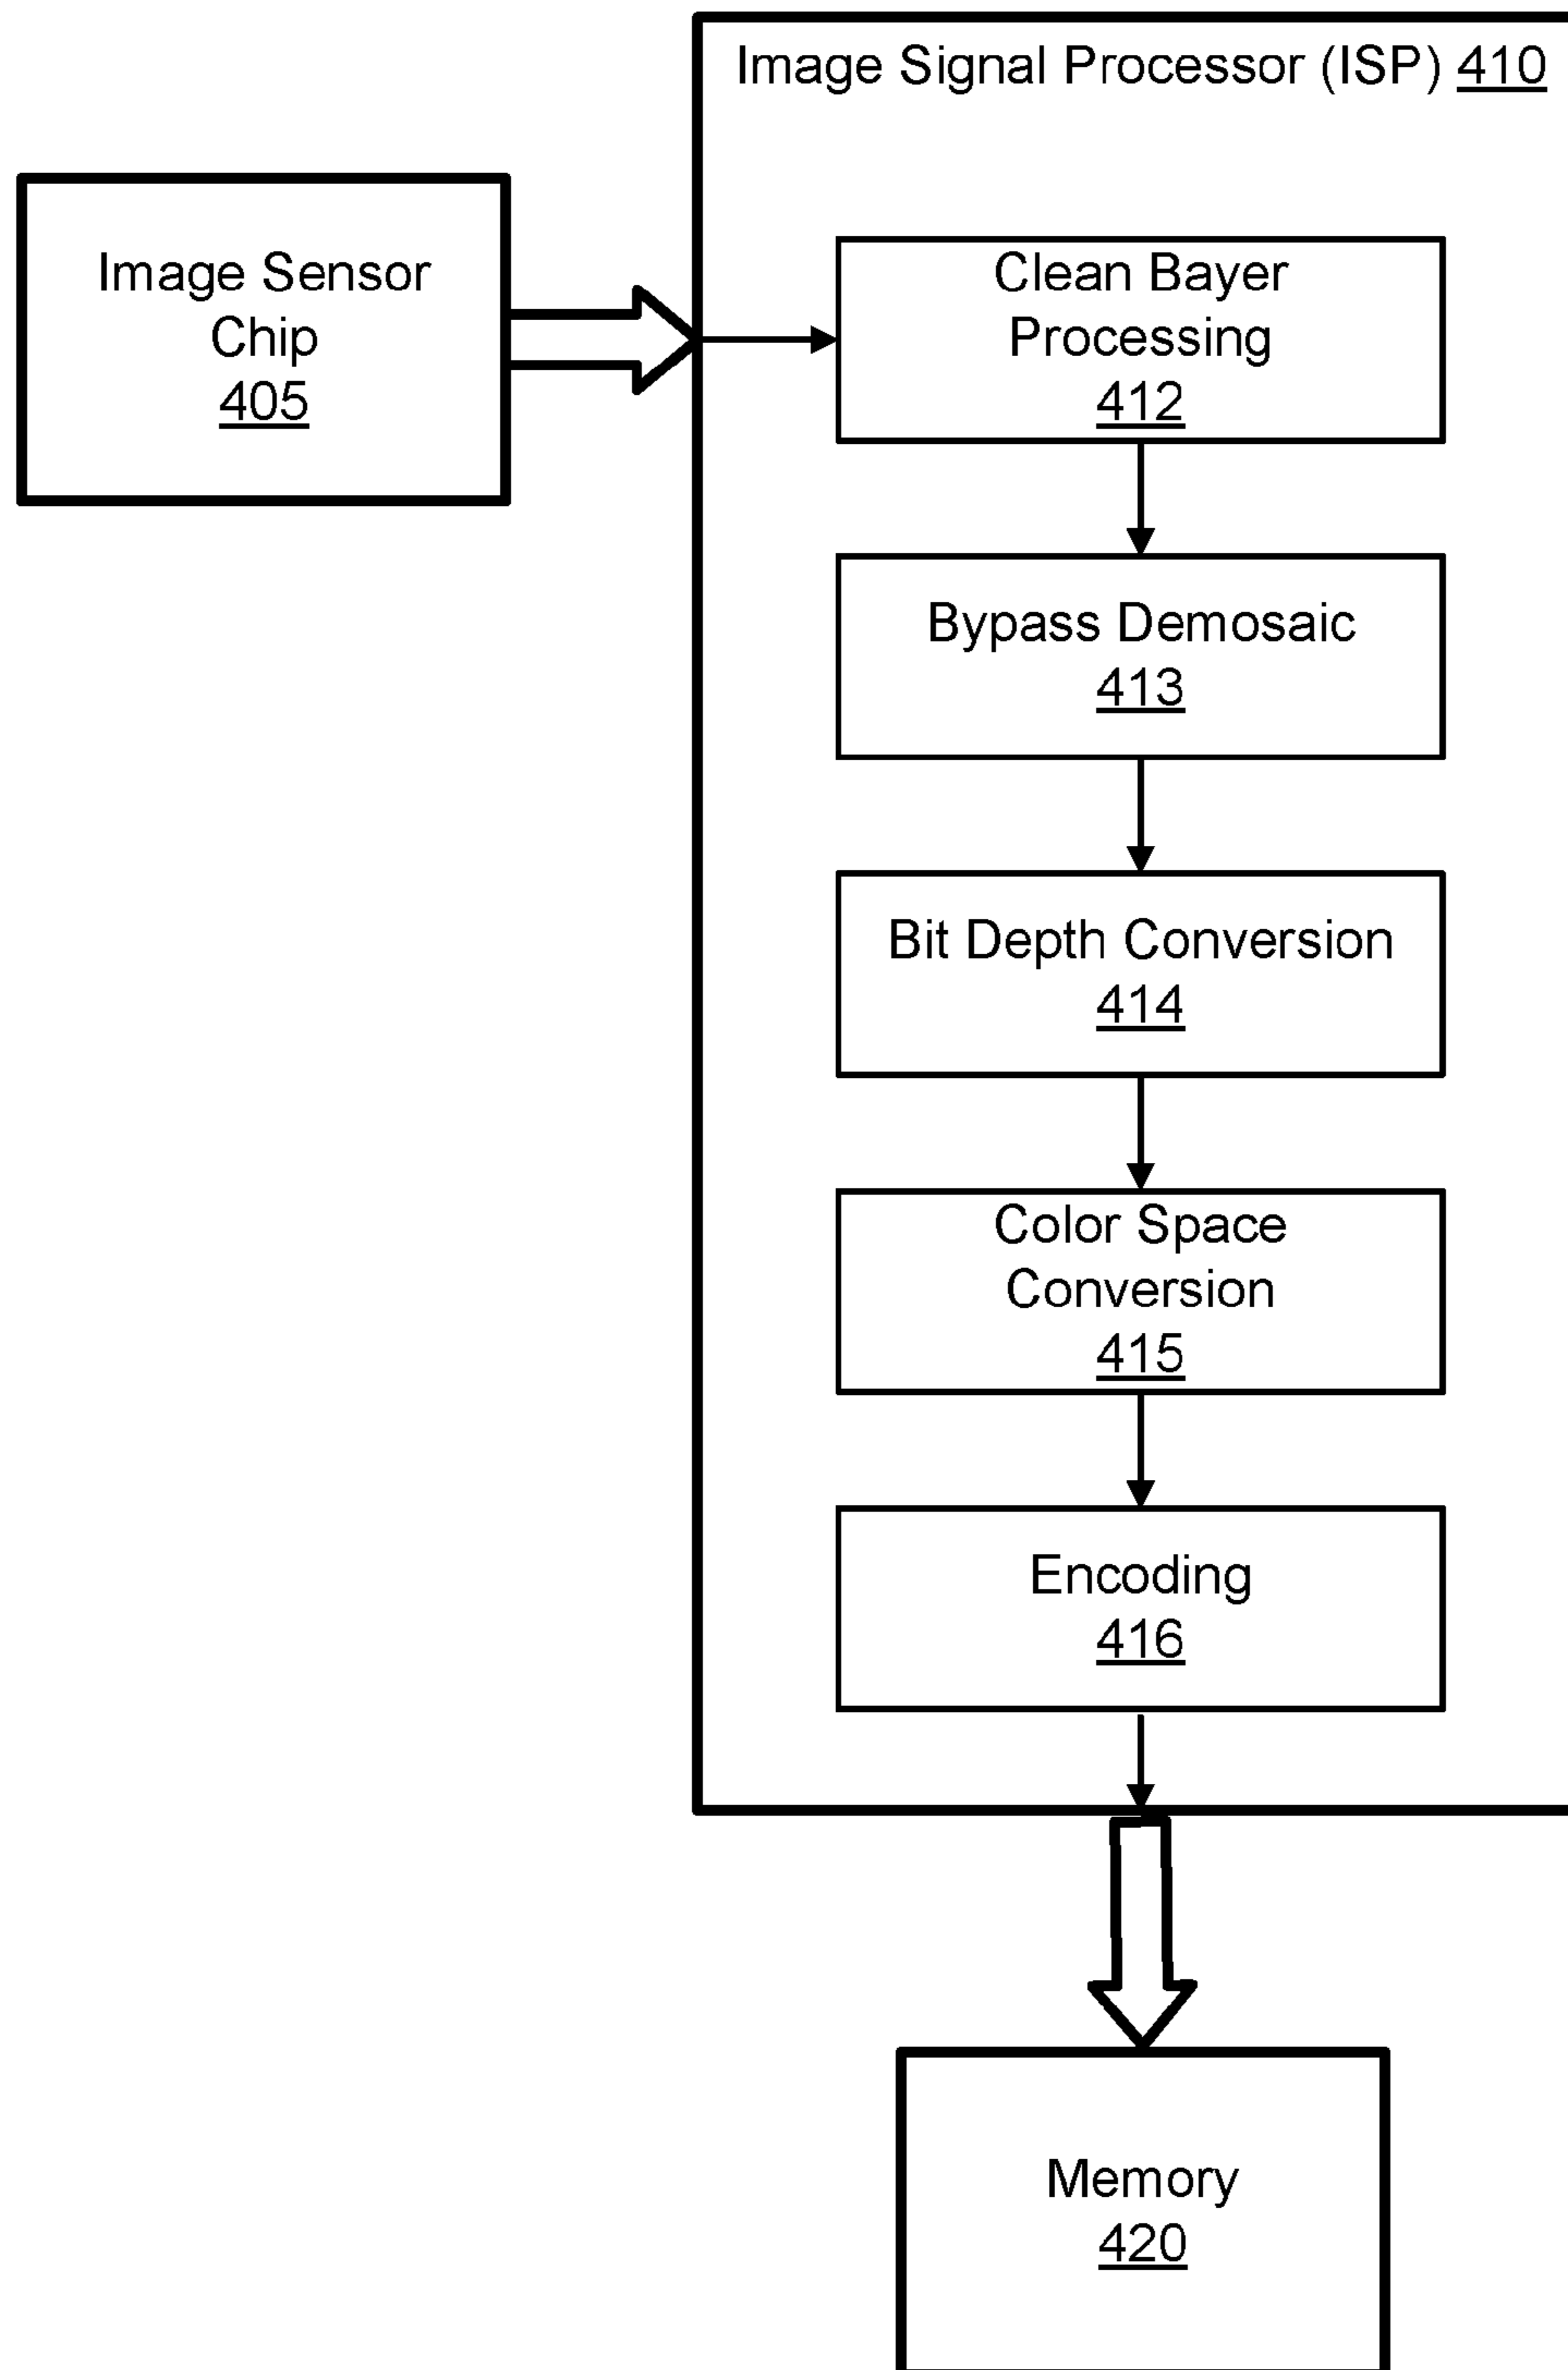 Image Signal Processor (ISP) 410
Image Sensor
Chip
405
Clean Bayer
Processing
412
Bypass Demosaic
413
Bit Depth Conversion
414
Color Space
Conversion
415
Encoding
416
Memory
420